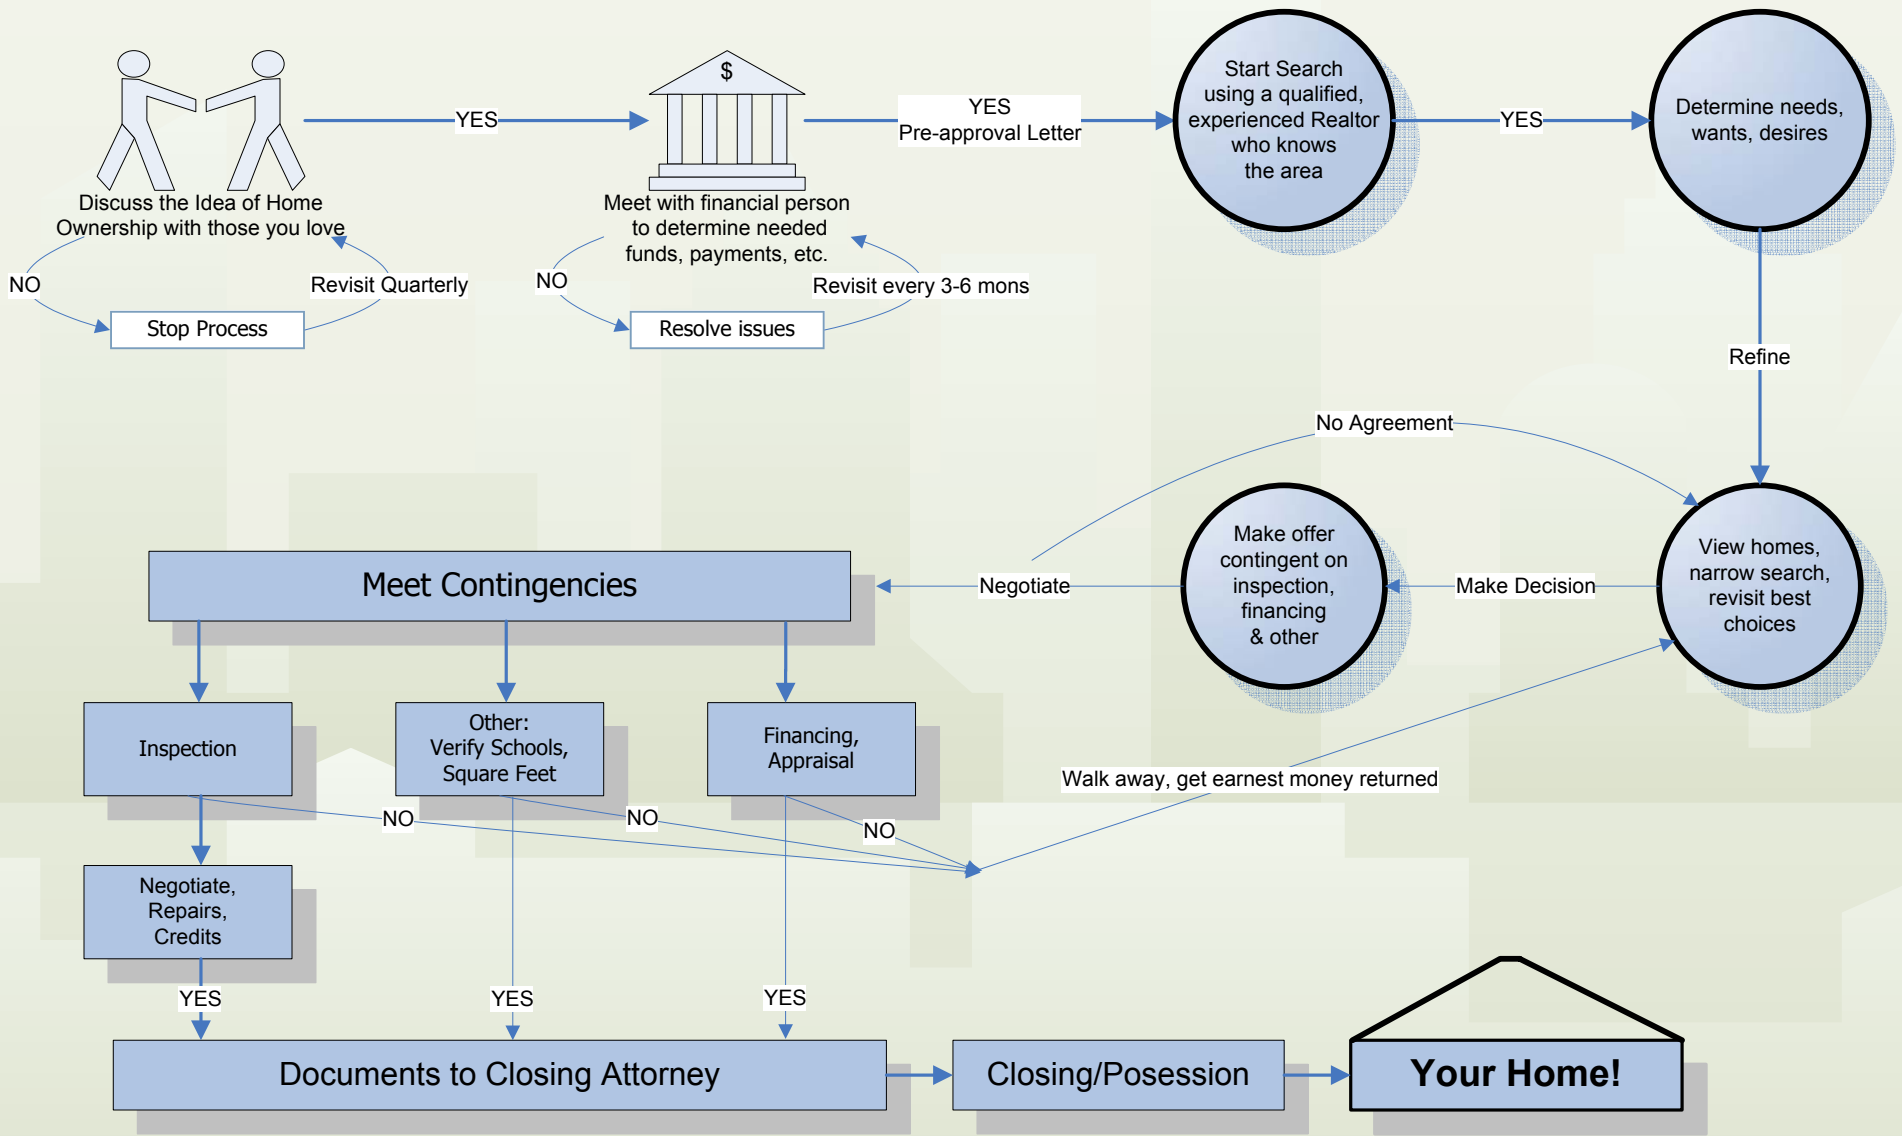 $
Discuss the Idea of Home
Ownership with those you love
YES
Meet with financial person
to determine needed
funds, payments, etc.
YES
Pre-approval Letter
Start Search
using a qualified,
experienced Realtor
who knows
the area
YES
Determine needs,
wants, desires
NO
Revisit Quarterly
Stop Process
NO
Revisit every 3-6 mons
Resolve issues
Refine
No Agreement
View homes,
narrow search,
revisit best
choices
Make Decision
Make offer
contingent on
inspection,
financing
& other
Negotiate
Meet Contingencies
Inspection
Other:
Verify Schools,
Square Feet
Financing,
Appraisal
Walk away, get earnest money returned
NO
NO
NO
Negotiate,
Repairs,
Credits
YES
YES
YES
Documents to Closing Attorney
Closing/Posession
Your Home!